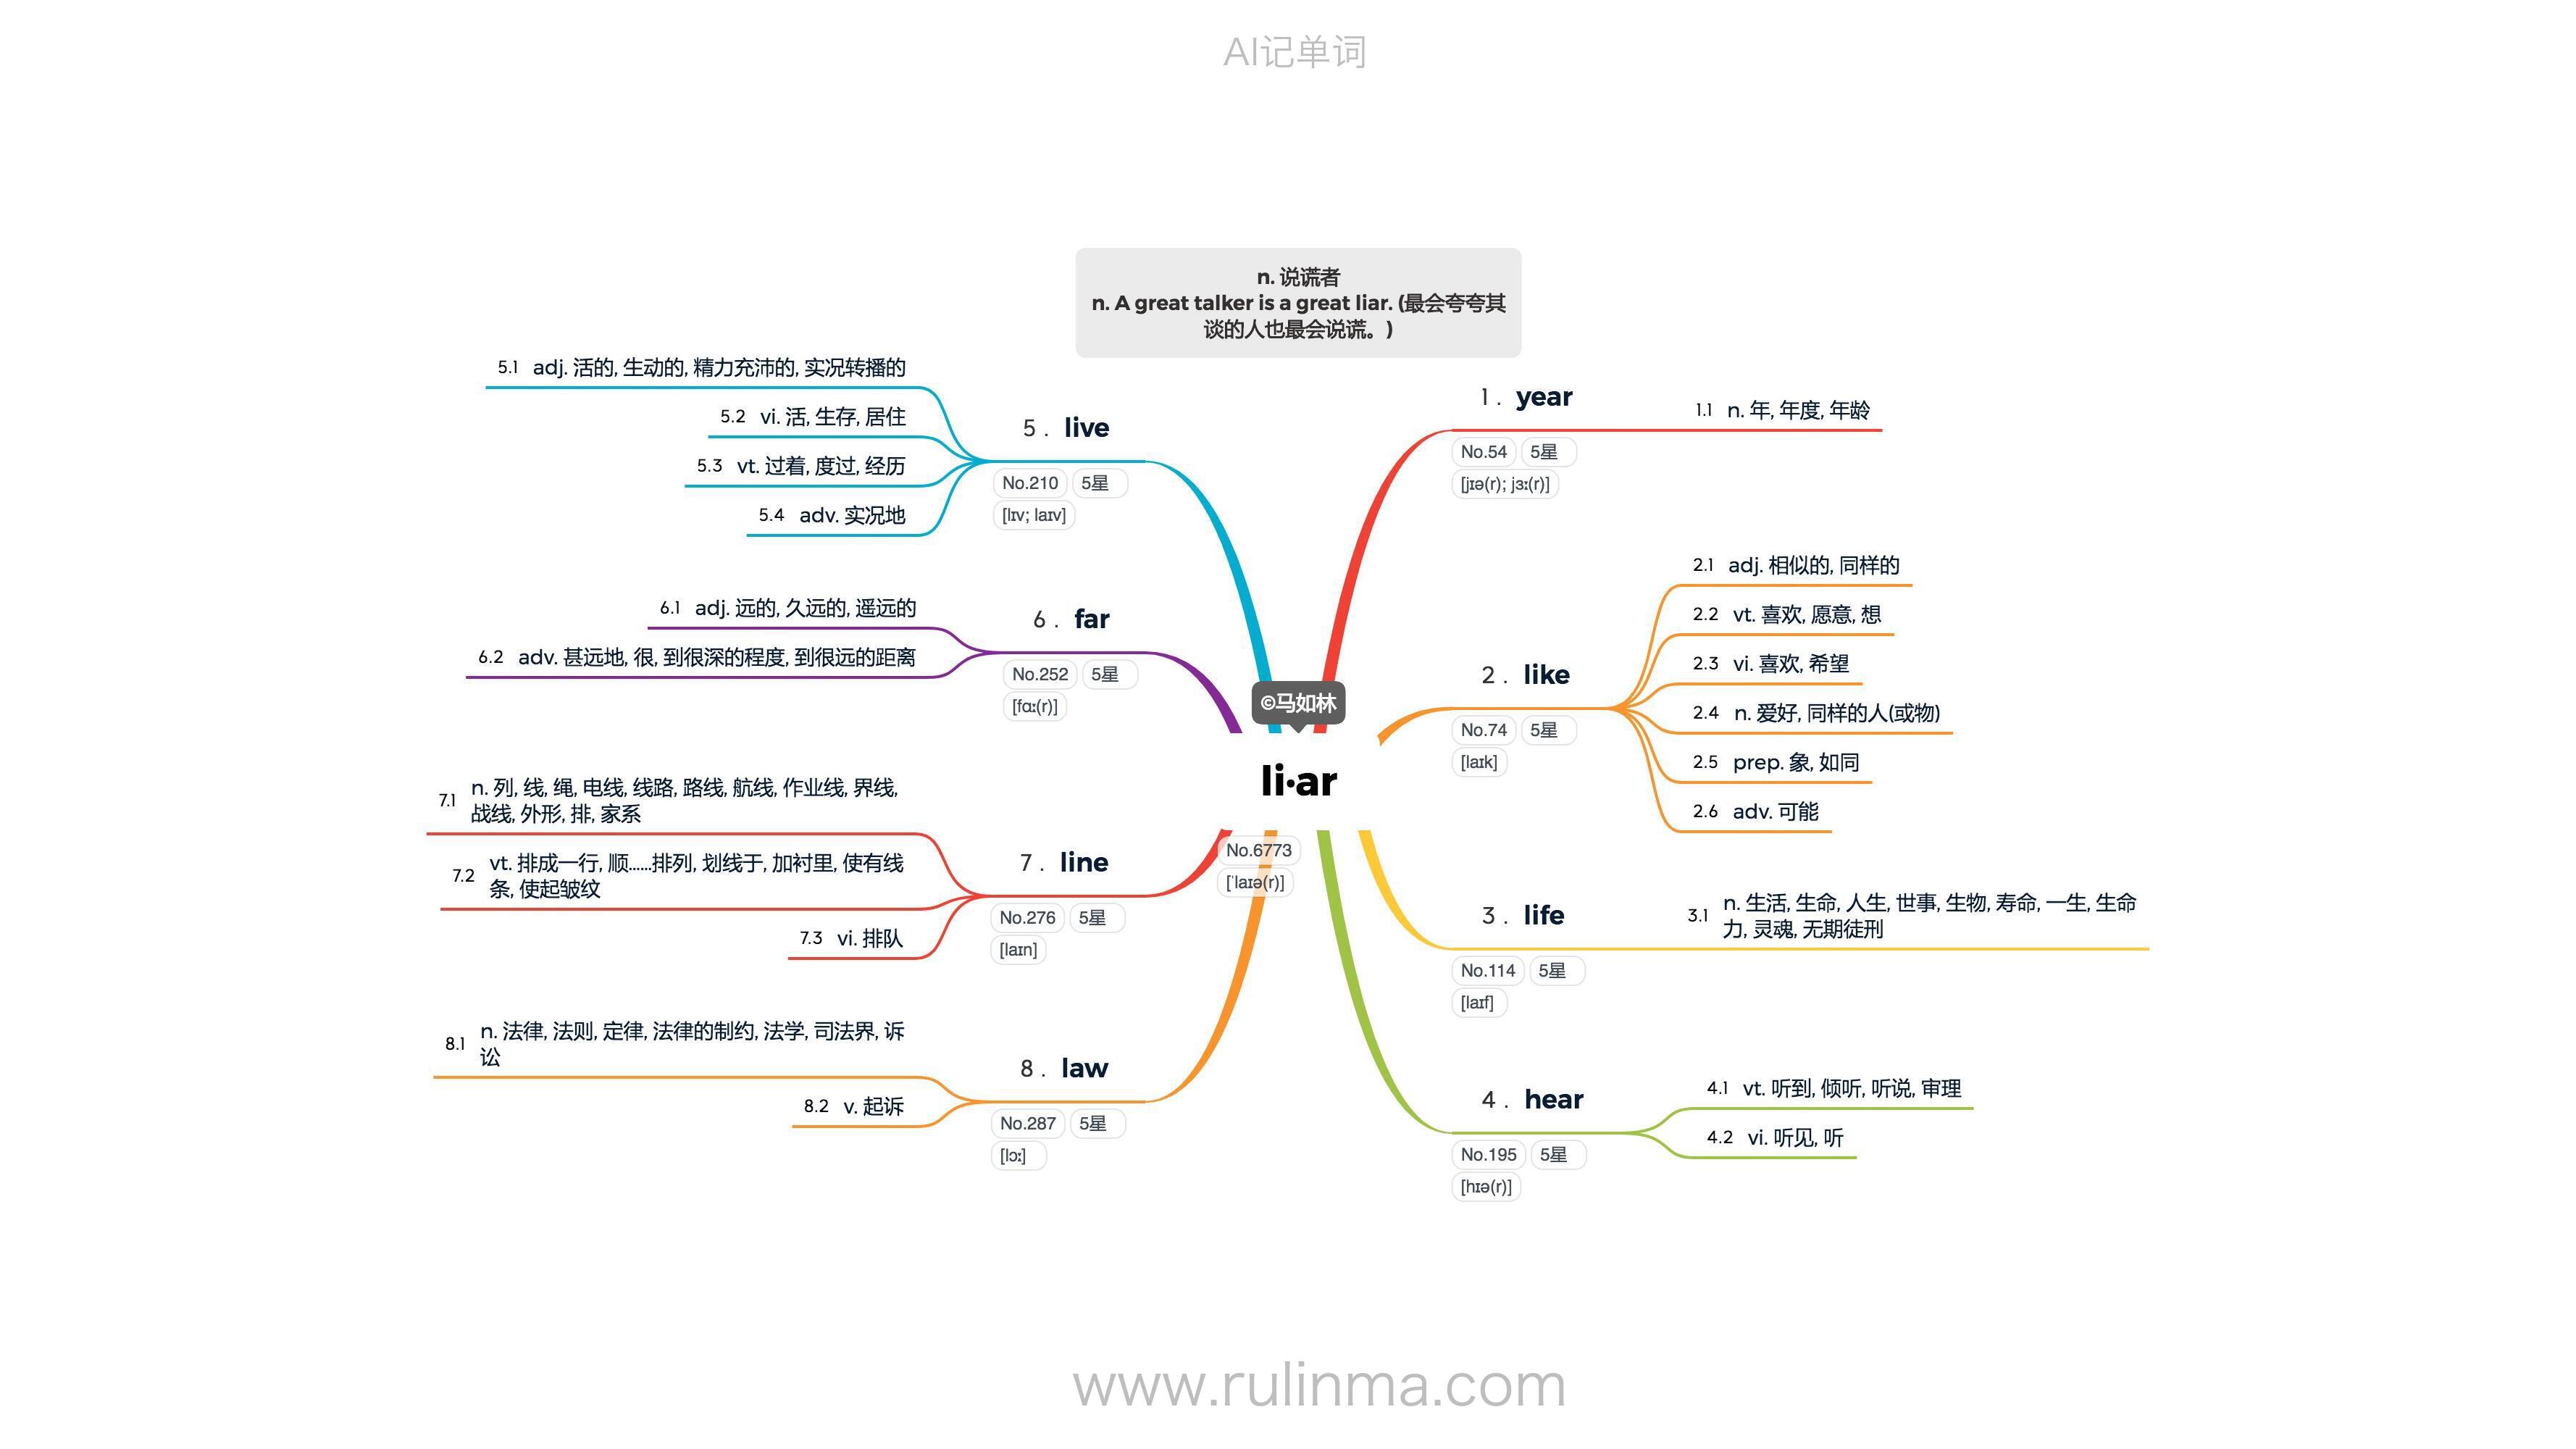 AI记单词
n. 说谎者
n. A great talker is a great liar. (最会夸夸其
谈的人也最会说谎。)
©马如林
li·ar
No.6773
[ˈlaɪə(r)]
1 . year
No.54 5星
[jɪə(r); jɜː(r)]
1.1 n. 年, 年度, 年龄
2 . like
No.74 5星
[laɪk]
2.1 adj. 相似的, 同样的
2.2 vt. 喜欢, 愿意, 想
2.3 vi. 喜欢, 希望
2.4 n. 爱好, 同样的人(或物)
2.5 prep. 象, 如同
2.6 adv. 可能
3 . life
No.114 5星
[laɪf]
3.1 n. 生活, 生命, 人生, 世事, 生物, 寿命, 一生, 生命
力, 灵魂, 无期徒刑
4 . hear
No.195 5星
[hɪə(r)]
4.1 vt. 听到, 倾听, 听说, 审理
4.2 vi. 听见, 听
5 . live
No.210 5星
[lɪv; laɪv]
5.1 adj. 活的, 生动的, 精力充沛的, 实况转播的
5.2 vi. 活, 生存, 居住
5.3 vt. 过着, 度过, 经历
5.4 adv. 实况地
6 . far
No.252 5星
[fɑː(r)]
6.1 adj. 远的, 久远的, 遥远的
6.2 adv. 甚远地, 很, 到很深的程度, 到很远的距离
7 . line
No.276 5星
[laɪn]
7.1 n. 列, 线, 绳, 电线, 线路, 路线, 航线, 作业线, 界线,
战线, 外形, 排, 家系
7.2 vt. 排成一行, 顺……排列, 划线于, 加衬里, 使有线
条, 使起皱纹
7.3 vi. 排队
8 . law
No.287 5星
[lɔː]
8.1 n. 法律, 法则, 定律, 法律的制约, 法学, 司法界, 诉
讼
8.2 v. 起诉
www.rulinma.com